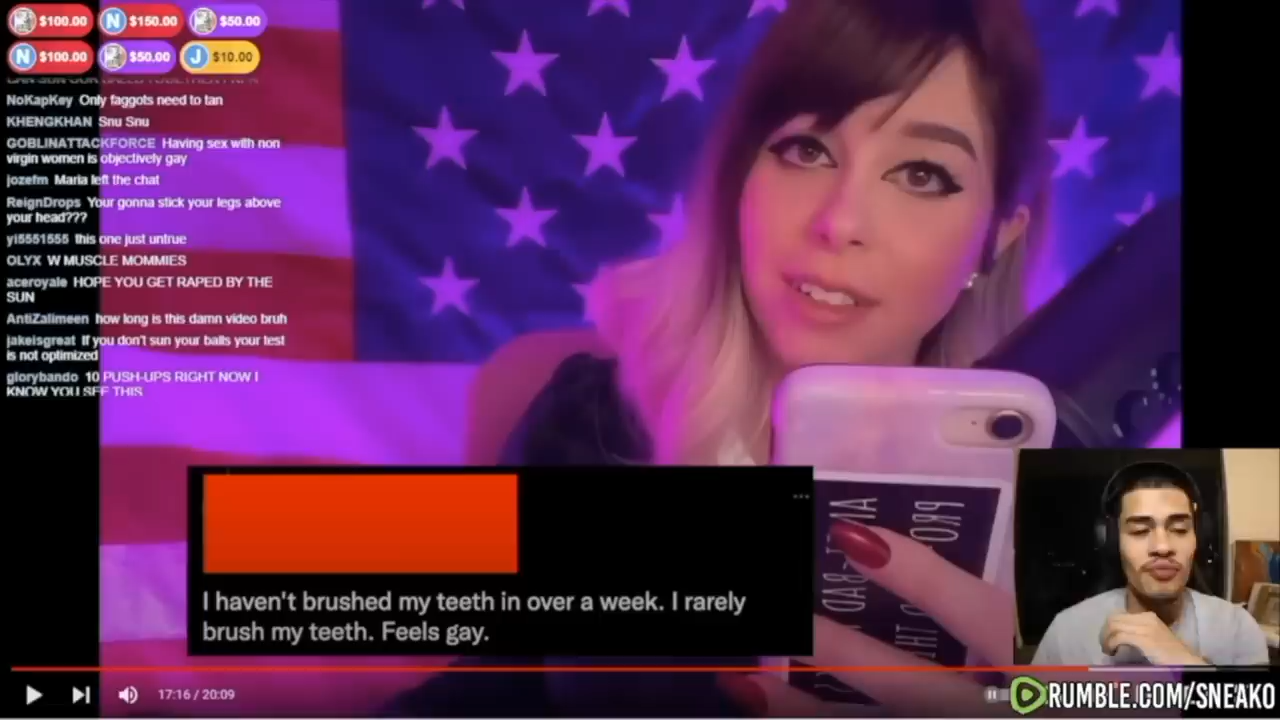 $100.00 N $150.00 $50.00
N $100.00 $50.00 J $10.00
NoKapKey Only faggots need to tan
KHENGKHAN Snu Snu
GOBLINATTACKFORCE Having sex with non
virgin women is objectively gay
jozefm Maria left the chat
ReignDrops Your gonna stick your legs above
your head???
yi5551555 this one just untrue
OLYX W MUSCLE MOMMIES
aceroyale HOPE YOU GET RAPED BY THE
SUN
AntiZalimeen how long is this damn video bruh
jakeisgreat If you don't sun your balls your test
is not optimized
glorybando 10 PUSH-UPS RIGHT NOW I
KNOW YOU SEE THIS
I haven't brushed my teeth in over a week. I rarely
brush my teeth. Feels gay.
17:16 / 20:09
RUMBLE.COM/SNEAKO